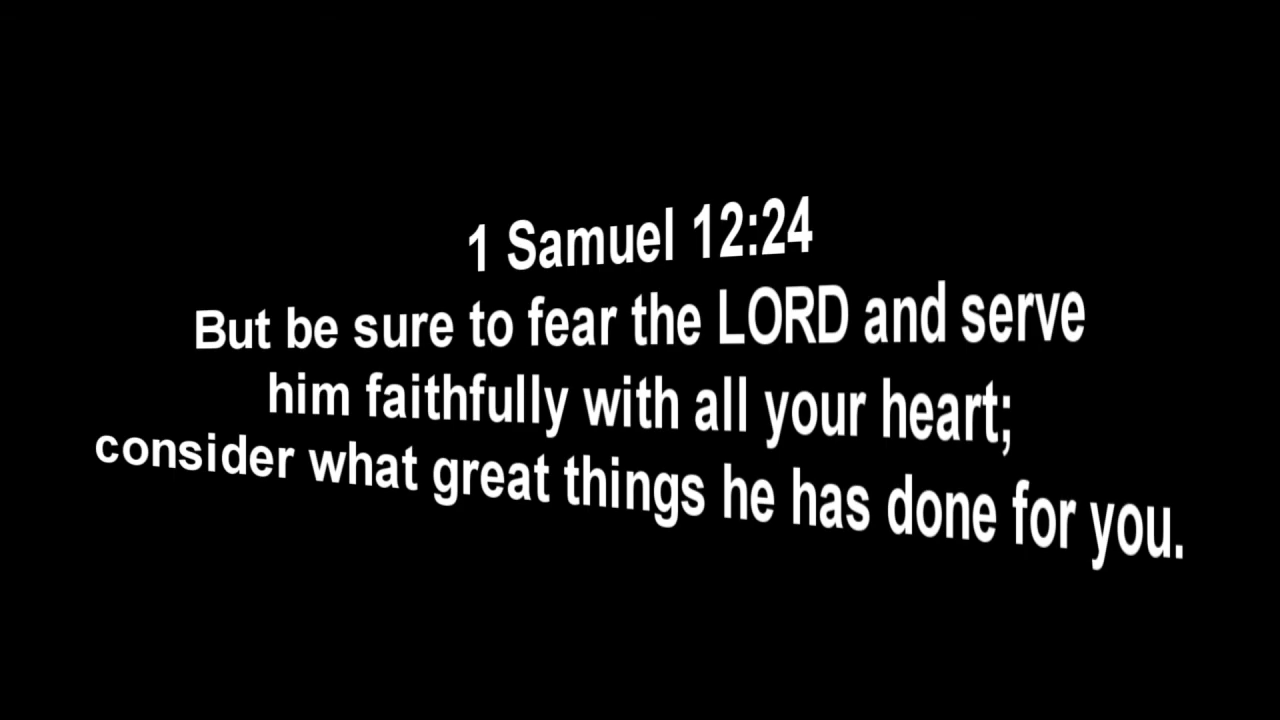 1 Samuel 12:24
But be sure to fear the LORD and serve
him faithfully with all your heart;
consider what great things he has done for you.